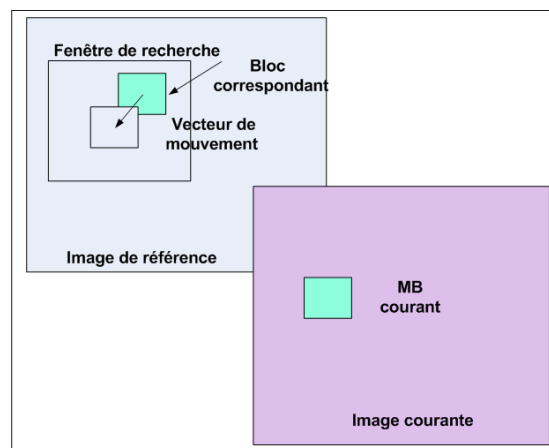 Fenêtre de recherche
Bloc
correspondant
Vecteur de
mouvement
Image de référence
MB
courant
Image courante